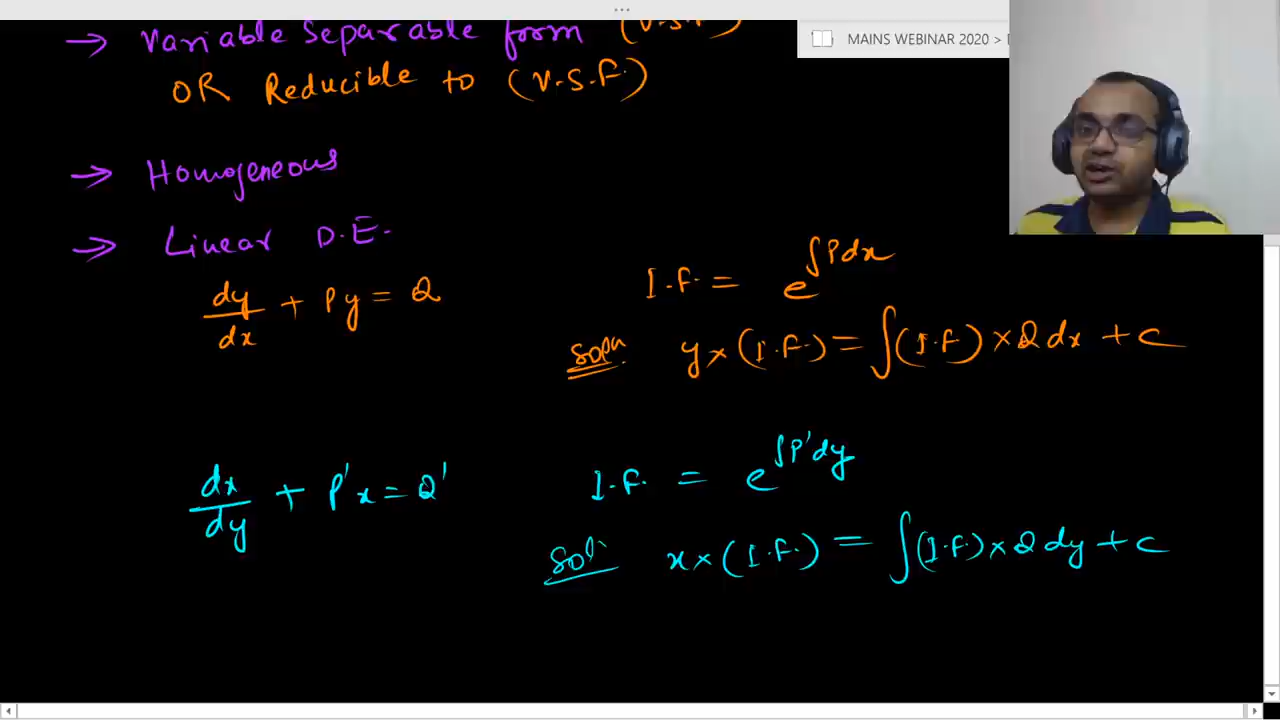 → Variable Separable form (V.S.F)
MAINS WEBINAR 2020 >
OR Reducible to (V.S.F.)
→ Homogeneous
→ Linear D.E.
dy/dx + Py = Q
I.F. = e^∫Pdx
Soln. y×(I.F.) = ∫(I.F)×Q dx + C
dx/dy + P'x = Q'
I.F. = e^∫P'dy
Sol. x×(I.F.) = ∫(I.F)×Q dy + C